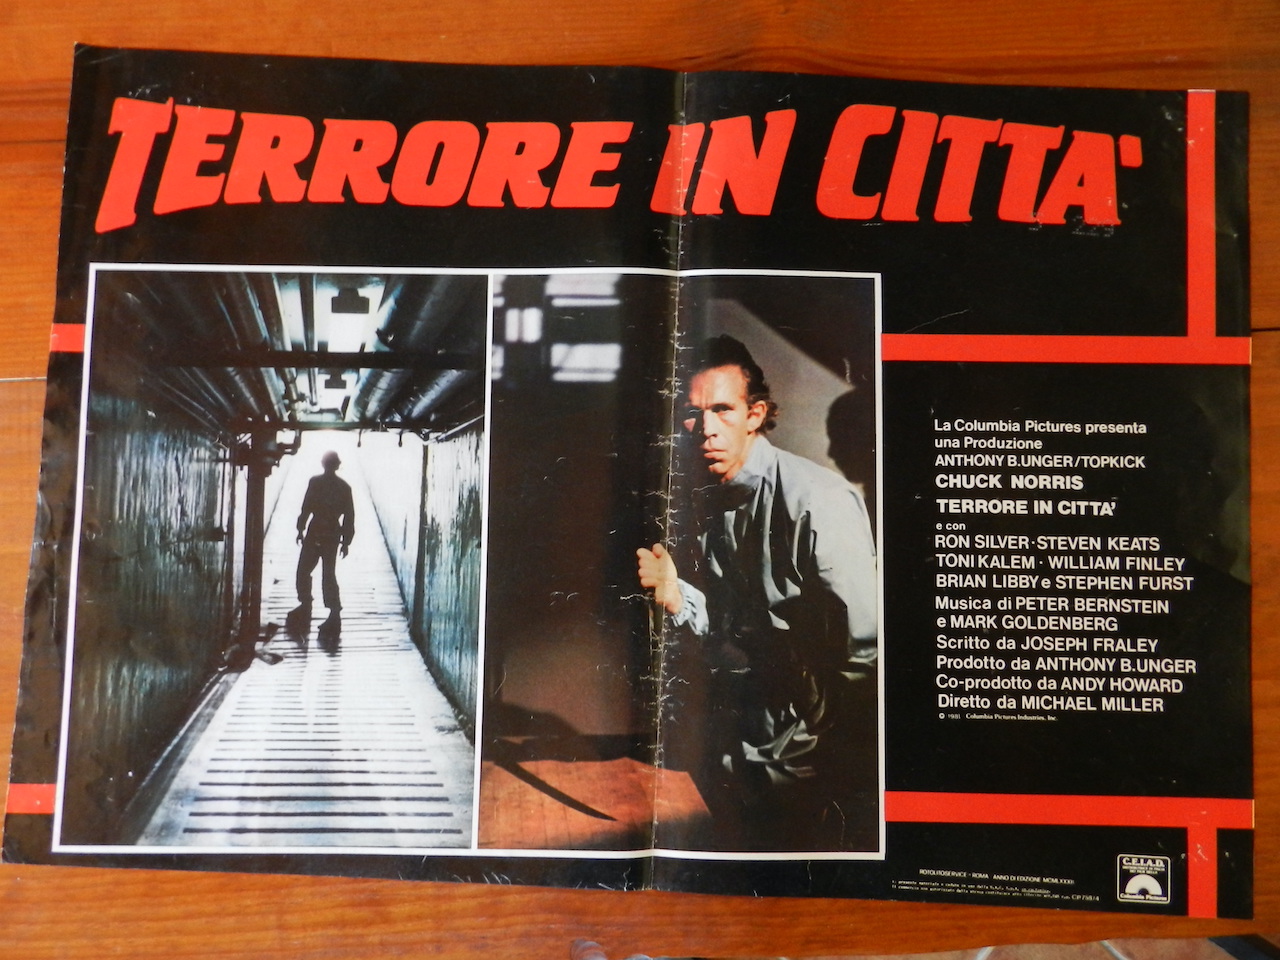 TERRORE IN CITTA'
La Columbia Pictures presenta
una Produzione
ANTHONY B.UNGER/TOPKICK
CHUCK NORRIS
TERRORE IN CITTA'
e con
RON SILVER·STEVEN KEATS
TONI KALEM · WILLIAM FINLEY
BRIAN LIBBY e STEPHEN FURST
Musica di PETER BERNSTEIN
e MARK GOLDENBERG
Scritto da JOSEPH FRALEY
Prodotto da ANTHONY B.UNGER
Co-prodotto da ANDY HOWARD
Diretto da MICHAEL MILLER
© 1981 Columbia Pictures Industries, Inc.
C.E.I.A.D.
Columbia Pictures
ROTOLITOSERVICE - ROMA ANNO DI EDIZIONE MCMLXXXII